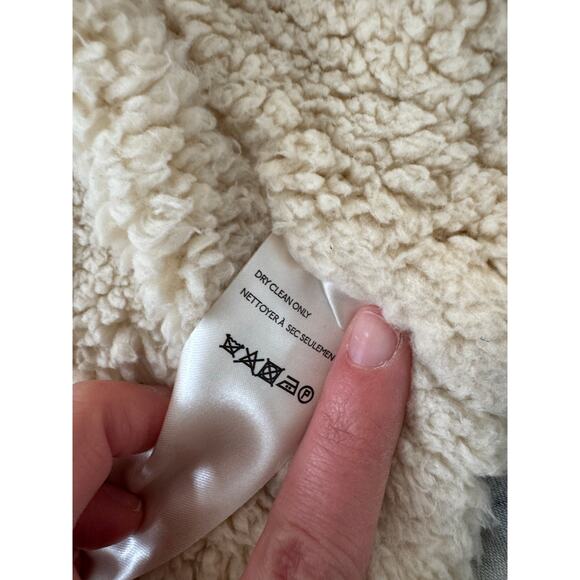 DRY CLEAN ONLY
NETTOYER À SEC SEULEMEN
P